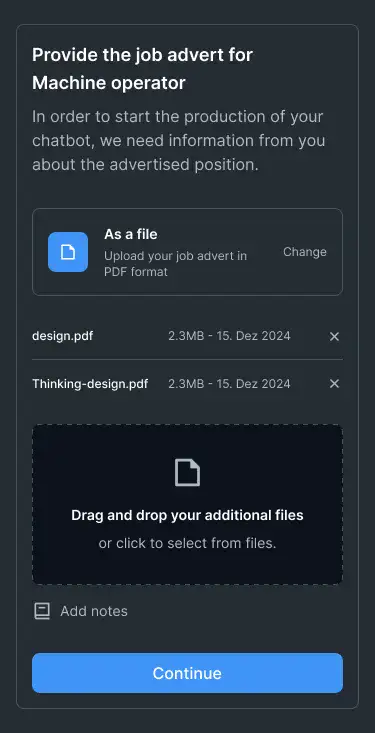 Provide the job advert for
Machine operator
In order to start the production of your
chatbot, we need information from you
about the advertised position.
As a file
Upload your job advert in
PDF format
Change
design.pdf 2.3MB - 15. Dez 2024
Thinking-design.pdf 2.3MB - 15. Dez 2024
Drag and drop your additional files
or click to select from files.
Add notes
Continue